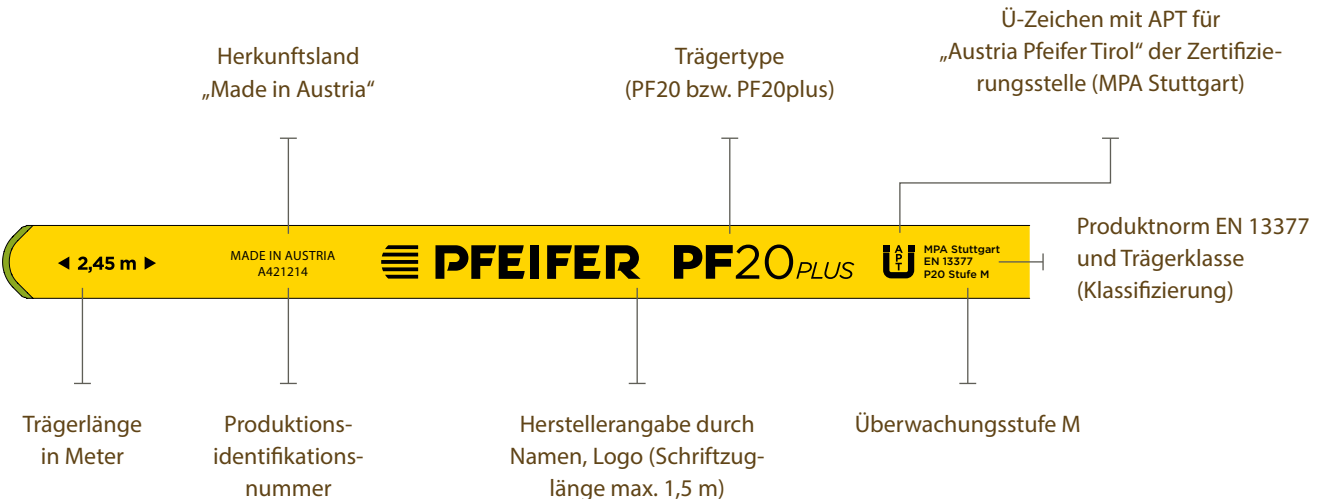 Herkunftsland
„Made in Austria“
Trägertype
(PF20 bzw. PF20plus)
Ü-Zeichen mit APT für
„Austria Pfeifer Tirol“ der Zertifizie-
rungsstelle (MPA Stuttgart)
◄ 2,45 m ►
MADE IN AUSTRIA
A421214
PFEIFER
PF20PLUS
Ü
APT
MPA Stuttgart
EN 13377
P20 Stufe M
Produktnorm EN 13377
und Trägerklasse
(Klassifizierung)
Trägerlänge
in Meter
Produktions-
identifikations-
nummer
Herstellerangabe durch
Namen, Logo (Schriftzug-
länge max. 1,5 m)
Überwachungsstufe M